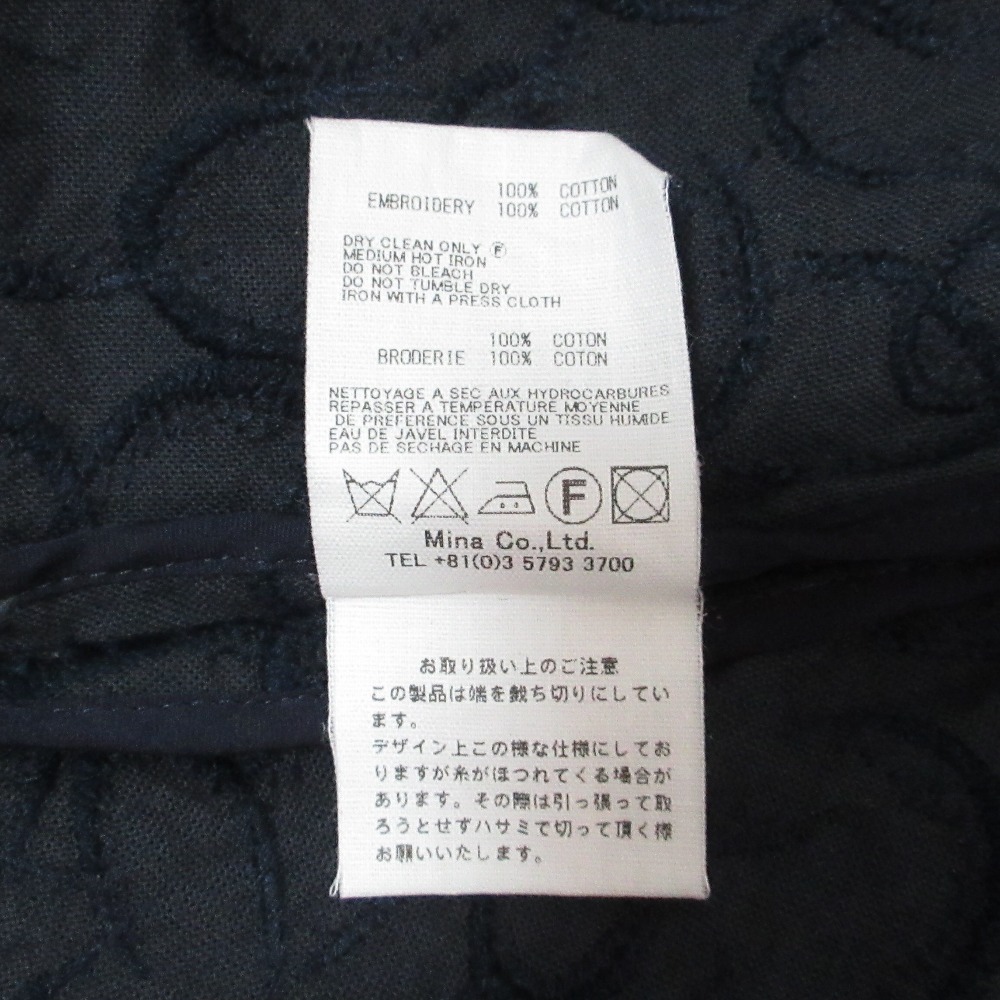 100% COTTON
EMBROIDERY 100% COTTON
DRY CLEAN ONLY Ⓕ
MEDIUM HOT IRON
DO NOT BLEACH
DO NOT TUMBLE DRY
IRON WITH A PRESS CLOTH
100% COTON
BRODERIE 100% COTON
NETTOYAGE A SEC AUX HYDROCARBURES
REPASSER A TEMPERATURE MOYENNE
DE PREFERENCE SOUS UN TISSU HUMIDE
EAU DE JAVEL INTERDITE
PAS DE SECHAGE EN MACHINE
F
Mina Co.,Ltd.
TEL +81(0)3 5793 3700
お取り扱い上のご注意
この製品は端を裁ち切りにしてい
ます。
デザイン上この様な仕様にしてお
りますが糸がほつれてくる場合が
あります。その際は引っ張って取
ろうとせずハサミで切って頂く様
お願いいたします。